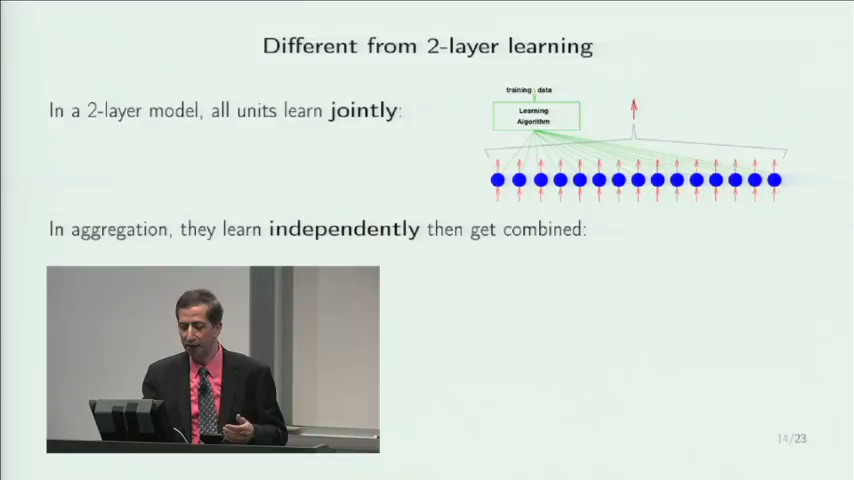 Different from 2-layer learning
In a 2-layer model, all units learn jointly:
training data
Learning
Algorithm
In aggregation, they learn independently then get combined:
14/23